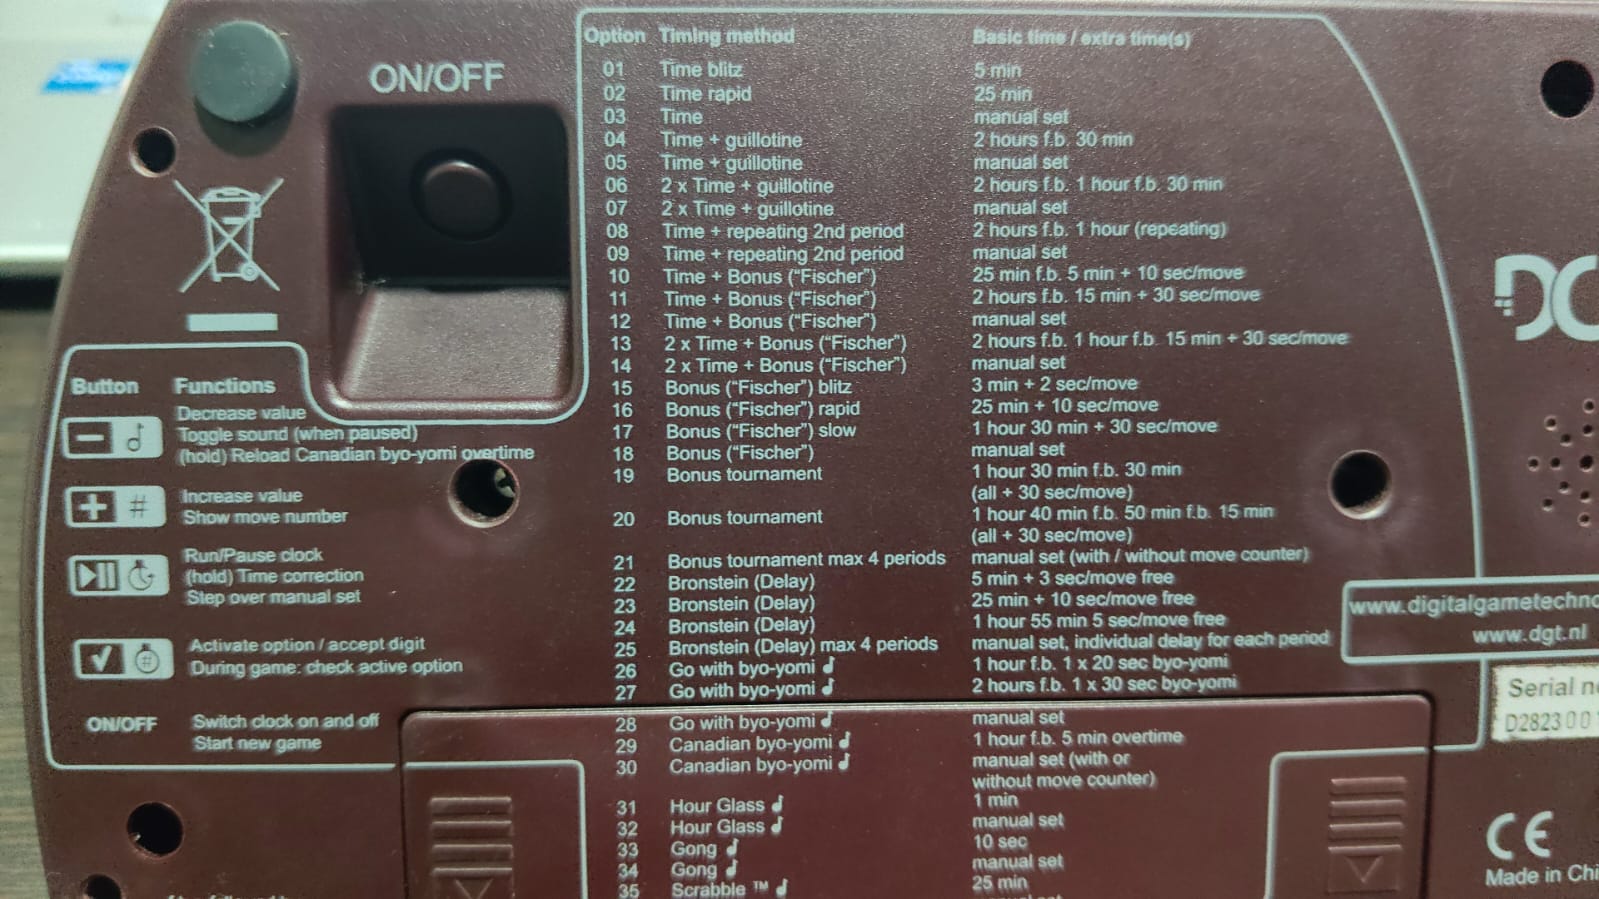 ON/OFF
Option Timing method Basic time / extra time(s)
01 Time blitz 5 min
02 Time rapid 25 min
03 Time manual set
04 Time + guillotine 2 hours f.b. 30 min
05 Time + guillotine manual set
06 2 x Time + guillotine 2 hours f.b. 1 hour f.b. 30 min
07 2 x Time + guillotine manual set
08 Time + repeating 2nd period 2 hours f.b. 1 hour (repeating)
09 Time + repeating 2nd period manual set
10 Time + Bonus (“Fischer”) 25 min f.b. 5 min + 10 sec/move
11 Time + Bonus (“Fischer”) 2 hours f.b. 15 min + 30 sec/move
12 Time + Bonus (“Fischer”) manual set
13 2 x Time + Bonus (“Fischer”) 2 hours f.b. 1 hour f.b 15 min + 30 sec/move
14 2 x Time + Bonus (“Fischer”) manual set
15 Bonus (“Fischer”) blitz 3 min + 2 sec/move
16 Bonus (“Fischer”) rapid 25 min + 10 sec/move
17 Bonus (“Fischer”) slow 1 hour 30 min + 30 sec/move
18 Bonus (“Fischer”) manual set
19 Bonus tournament 1 hour 30 min f.b. 30 min
(all + 30 sec/move)
20 Bonus tournament 1 hour 40 min f.b. 50 min f.b. 15 min
(all + 30 sec/move)
21 Bonus tournament max 4 periods manual set (with / without move counter)
22 Bronstein (Delay) 5 min + 3 sec/move free
23 Bronstein (Delay) 25 min + 10 sec/move free
24 Bronstein (Delay) 1 hour 55 min 5 sec/move free
25 Bronstein (Delay) max 4 periods manual set, individual delay for each period
26 Go with byo-yomi ♩ 1 hour f.b. 1 x 20 sec byo-yomi
27 Go with byo-yomi ♩ 2 hours f.b. 1 x 30 sec byo-yomi
28 Go with byo-yomi ♩ manual set
29 Canadian byo-yomi ♩ 1 hour f.b. 5 min overtime
30 Canadian byo-yomi ♩ manual set (with or
without move counter)
31 Hour Glass ♩ 1 min
32 Hour Glass ♩ manual set
33 Gong ♩ 10 sec
34 Gong ♩ manual set
35 Scrabble ™ ♩ 25 min
Button Functions
Decrease value
Toggle sound (when paused)
(hold) Reload Canadian byo-yomi overtime
Increase value
Show move number
Run/Pause clock
(hold) Time correction
Step over manual set
Activate option / accept digit
During game: check active option
ON/OFF Switch clock on and off
Start new game
www.digitalgametechno
www.dgt.nl
Serial n
D282300
CE
Made in Chi